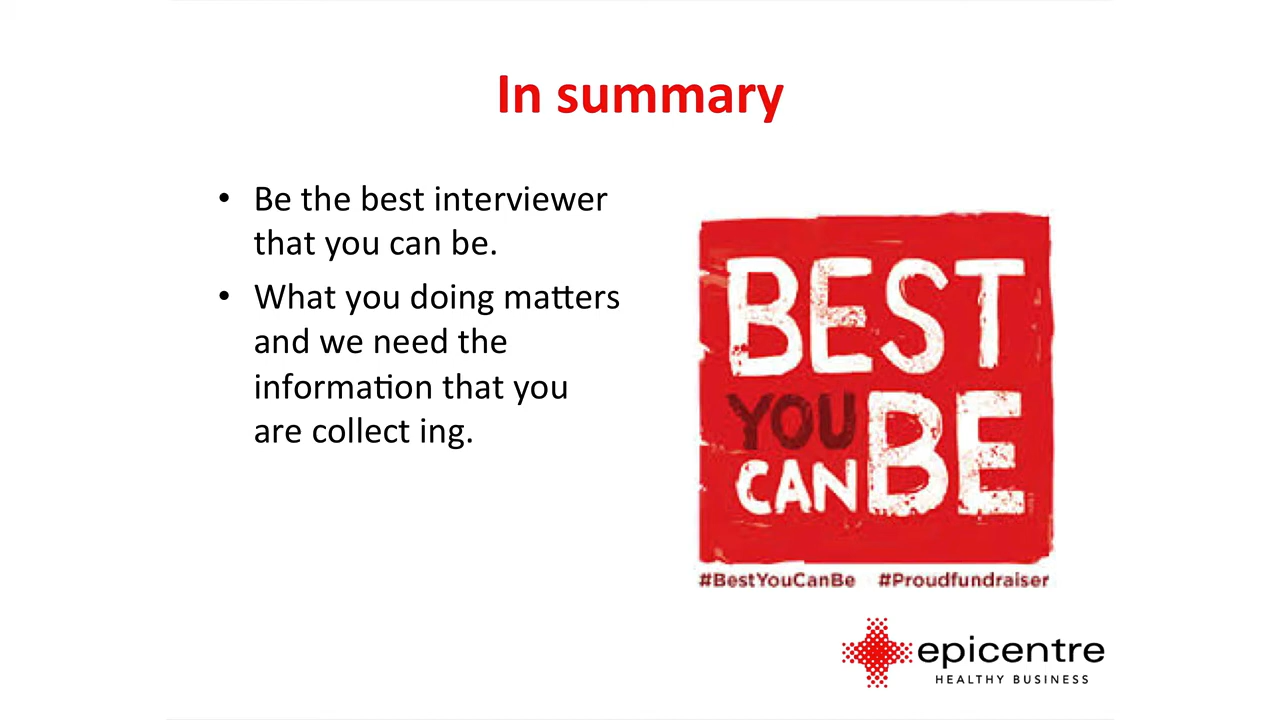 In summary
• Be the best interviewer
that you can be.
• What you doing matters
and we need the
information that you
are collect ing.
BEST
YOU
CAN BE
#BestYouCanBe #Proudfundraiser
epicentre
HEALTHY BUSINESS